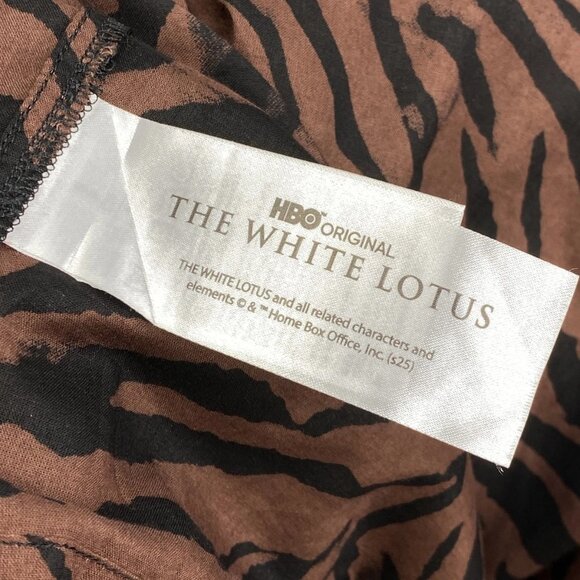 HBO™ ORIGINAL
THE WHITE LOTUS
THE WHITE LOTUS and all related characters and
elements © & ™ Home Box Office, Inc. (s25)